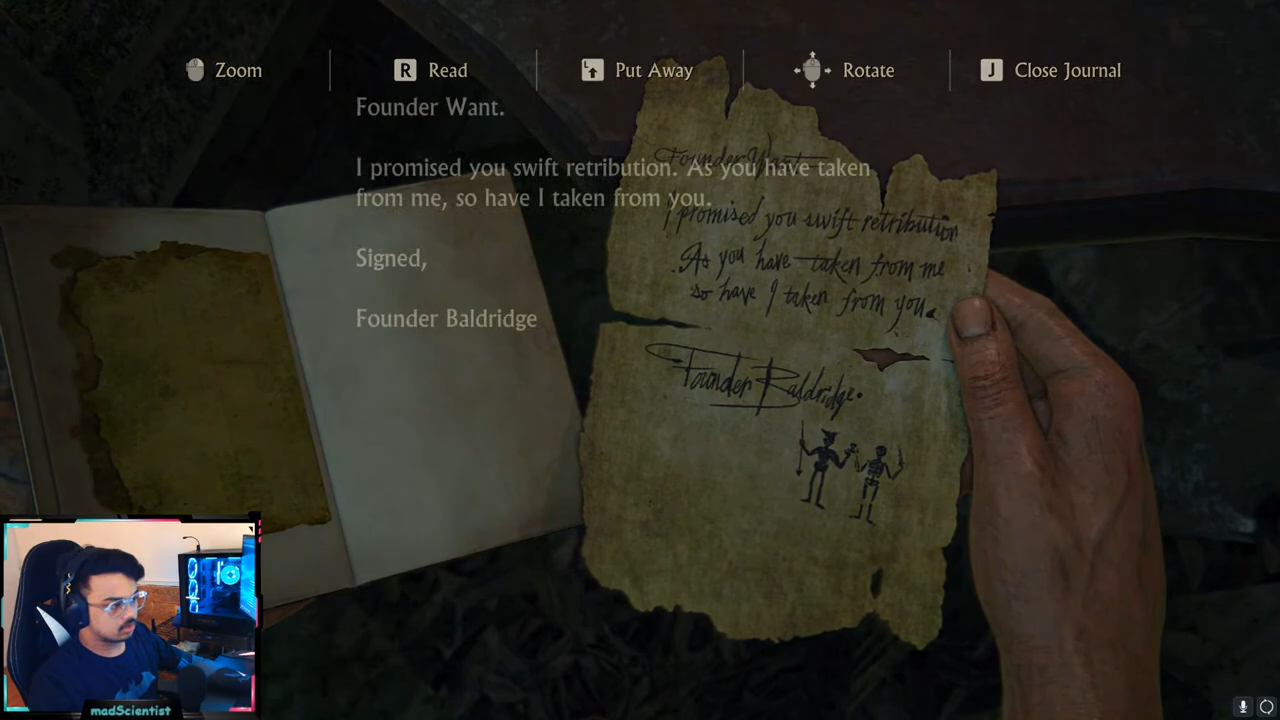 Zoom
R Read
L Put Away
Rotate
J Close Journal
Founder Want.
I promised you swift retribution. As you have taken
from me, so have I taken from you.
Signed,
Founder Baldridge
Founder Want
I promised you swift retribution
As you have taken from me
so have I taken from you.
Founder Baldridge.
madScientist